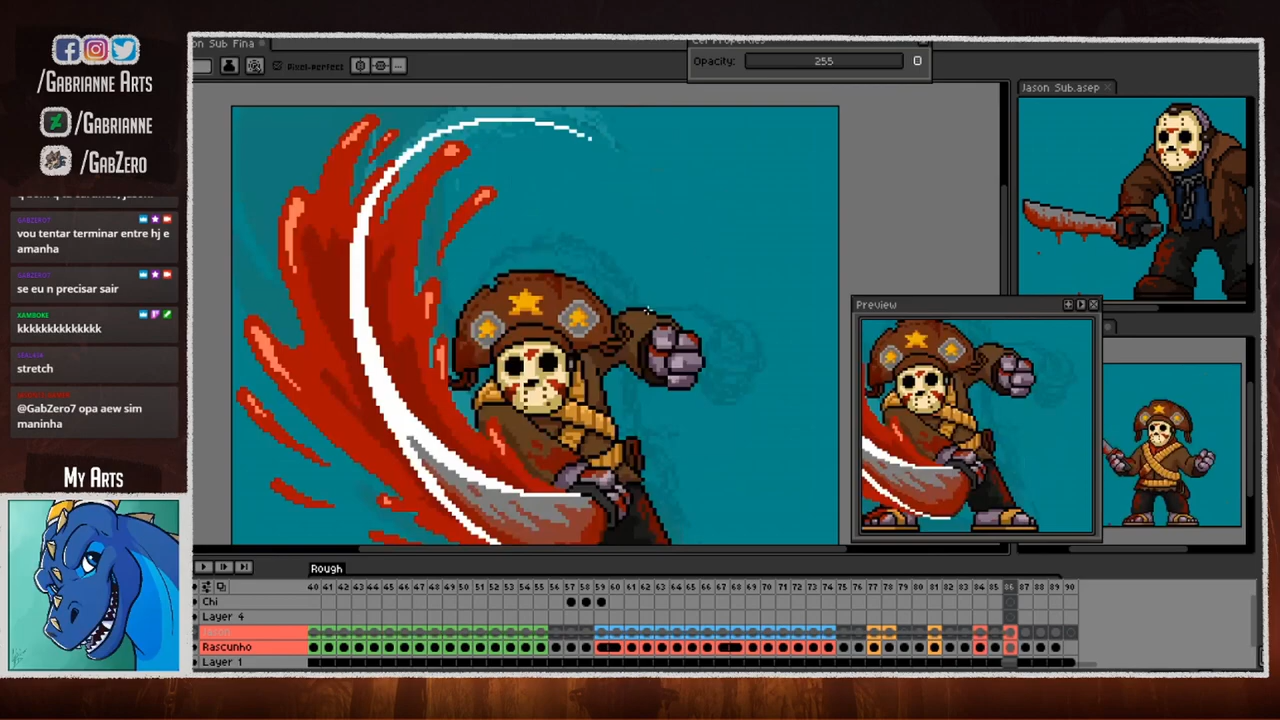 /Gabrianne Arts
/Gabrianne
/GabZero
vou tentar terminar entre hj e
amanha
se eu n precisar sair
XAMBOKE
kkkkkkkkkkkkk
stretch
@GabZero7 opa aew sim
maninha
My Arts
on Sub Fina
Pixel-perfect
Opacity: 255
Jason Sub.asep
Preview
Rough
40 41 42 43 44 45 46 47 48 49 50 51 52 53 54 55 56 57 58 59 60 61 62 63 64 65 66 67 68 69 70 71 72 73 74 75 76 77 78 79 80 81 82 83 84 85 86 87 88 89 90
Chi
Layer 4
Rascunho
Layer 1